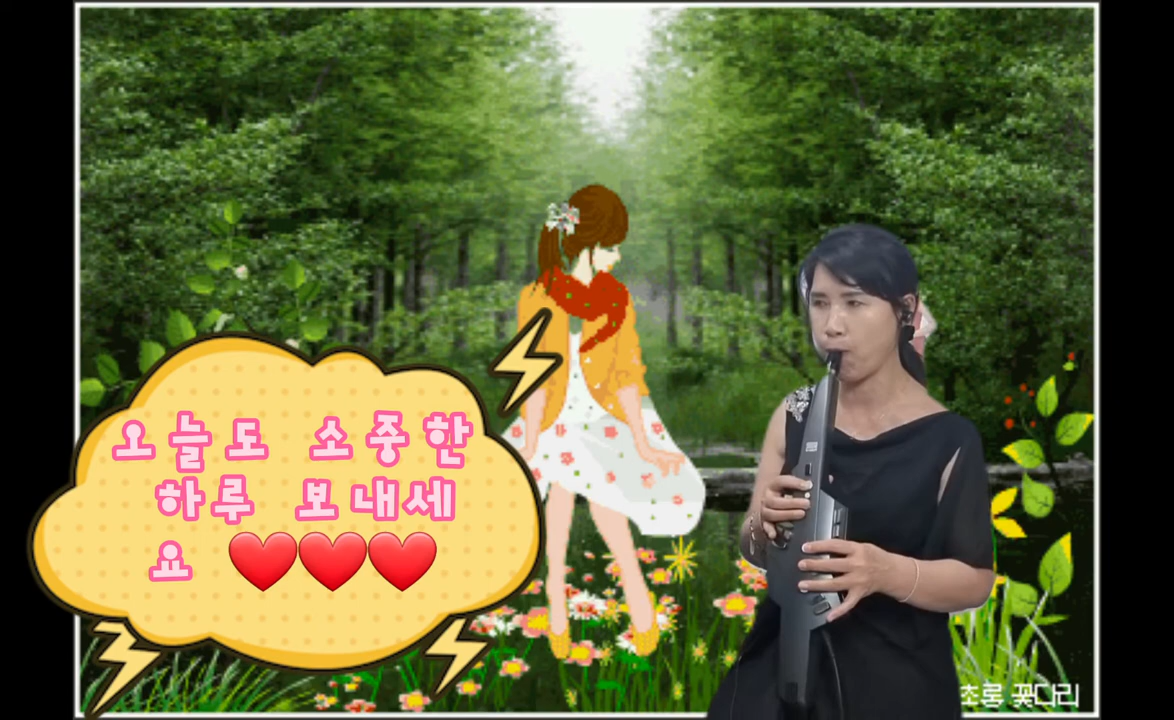 오늘도 소중한
하루 보내세
요 ❤️❤️❤️
초롱 꽃다리